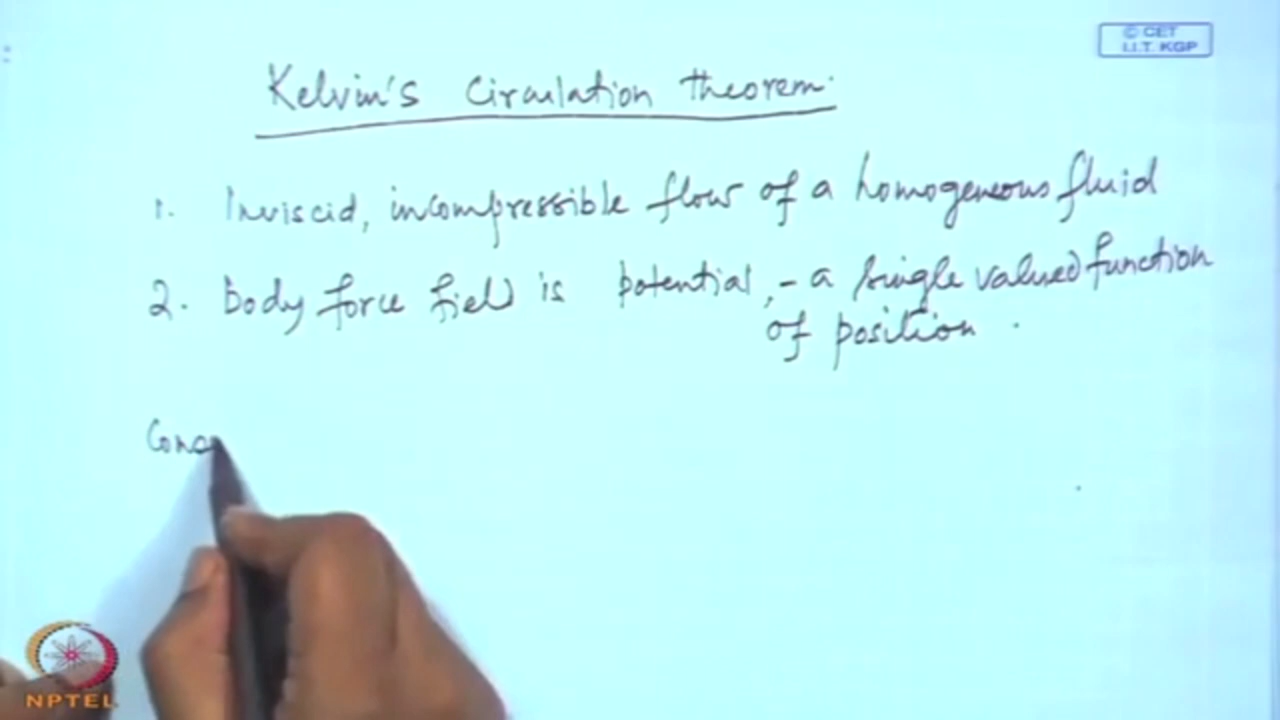 © CET
I.I.T. KGP
Kelvin's Circulation theorem.
1. Inviscid, incompressible flow of a homogeneous fluid
2. Body force field is potential, - a single valued function
of position.
Conc
NPTEL